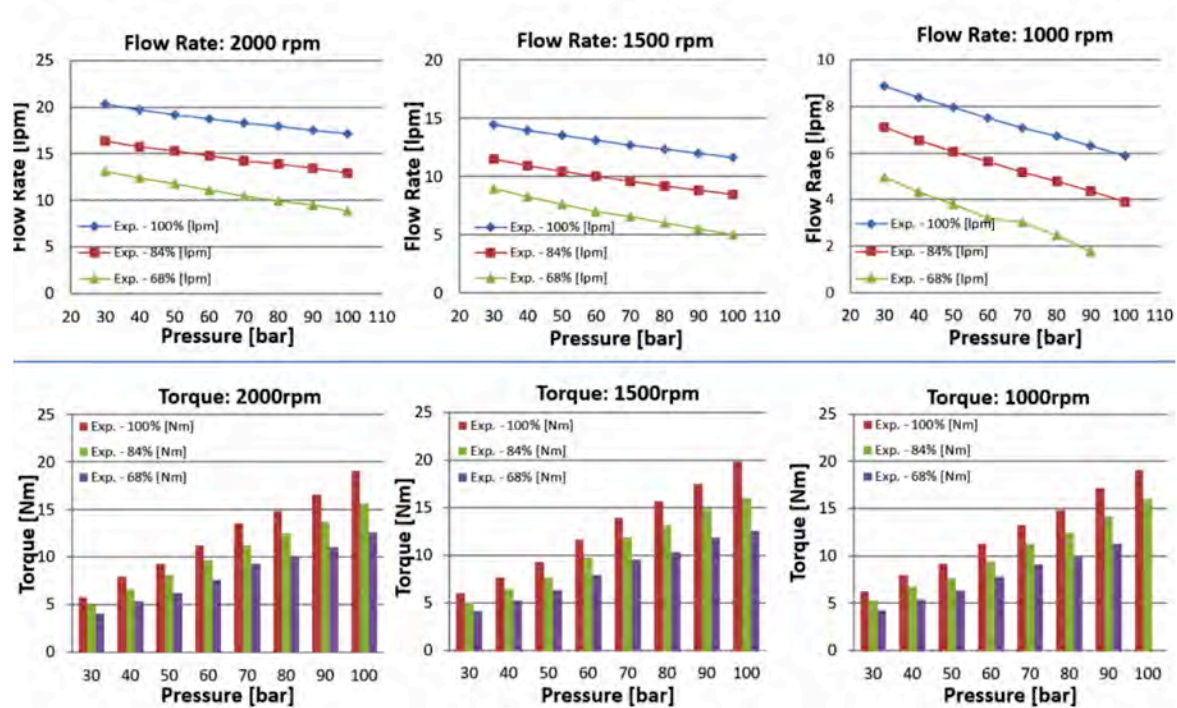 Flow Rate: 2000 rpm
25
20
15
10
5
0
Flow Rate [lpm]
Exp. - 100% [lpm]
Exp. - 84% [lpm]
Exp. - 68% [lpm]
20 30 40 50 60 70 80 90 100 110
Pressure [bar]
Flow Rate: 1500 rpm
20
15
10
5
0
Flow Rate [lpm]
Exp. - 100% [lpm]
Exp. - 84% [lpm]
Exp. - 68% [lpm]
20 30 40 50 60 70 80 90 100 110
Pressure [bar]
Flow Rate: 1000 rpm
10
8
6
4
2
0
Flow Rate [lpm]
Exp. - 100% [lpm]
Exp. - 84% [lpm]
Exp. - 68% [lpm]
20 30 40 50 60 70 80 90 100 110
Pressure [bar]
Torque: 2000rpm
25
20
15
10
5
0
Torque [Nm]
Exp. - 100% [Nm]
Exp. - 84% [Nm]
Exp. - 68% [Nm]
30 40 50 60 70 80 90 100
Pressure [bar]
Torque: 1500rpm
25
20
15
10
5
0
Torque [Nm]
Exp. - 100% [Nm]
Exp. - 84% [Nm]
Exp. - 68% [Nm]
30 40 50 60 70 80 90 100
Pressure [bar]
Torque: 1000rpm
25
20
15
10
5
0
Torque [Nm]
Exp. - 100% [Nm]
Exp. - 84% [Nm]
Exp. - 68% [Nm]
30 40 50 60 70 80 90 100
Pressure [bar]